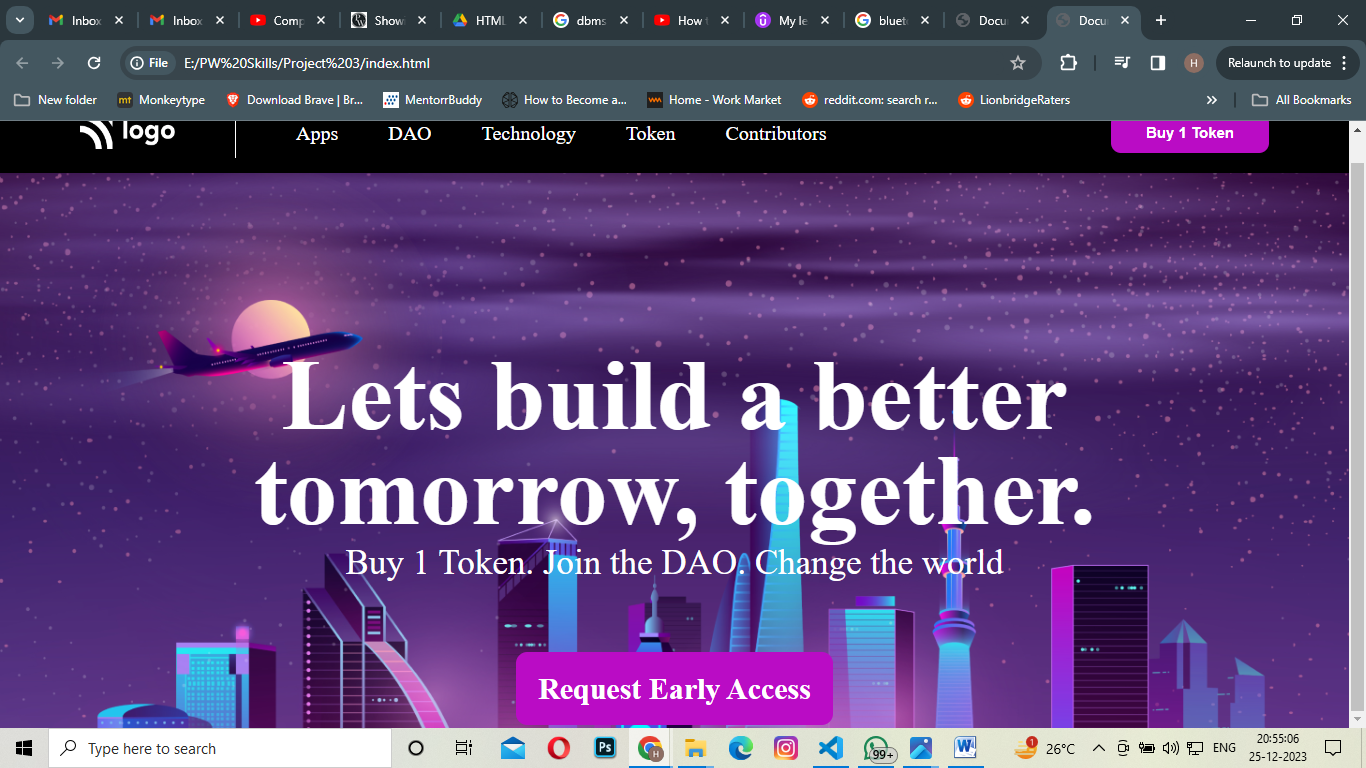 Inbox
Inbox
Comp
Show
HTML
dbms
How t
My le
bluet
Docu
Docu
File E:/PW%20Skills/Project%203/index.html
H
Relaunch to update
New folder
mt Monkeytype
Download Brave | Br...
MentorrBuddy
How to Become a...
Home - Work Market
reddit.com: search r...
LionbridgeRaters
»
All Bookmarks
logo
Apps
DAO
Technology
Token
Contributors
Buy 1 Token
Lets build a better
tomorrow, together.
Buy 1 Token. Join the DAO. Change the world
Request Early Access
Type here to search
Ps
H
99+
W
1
26°C
ENG
20:55:06
25-12-2023